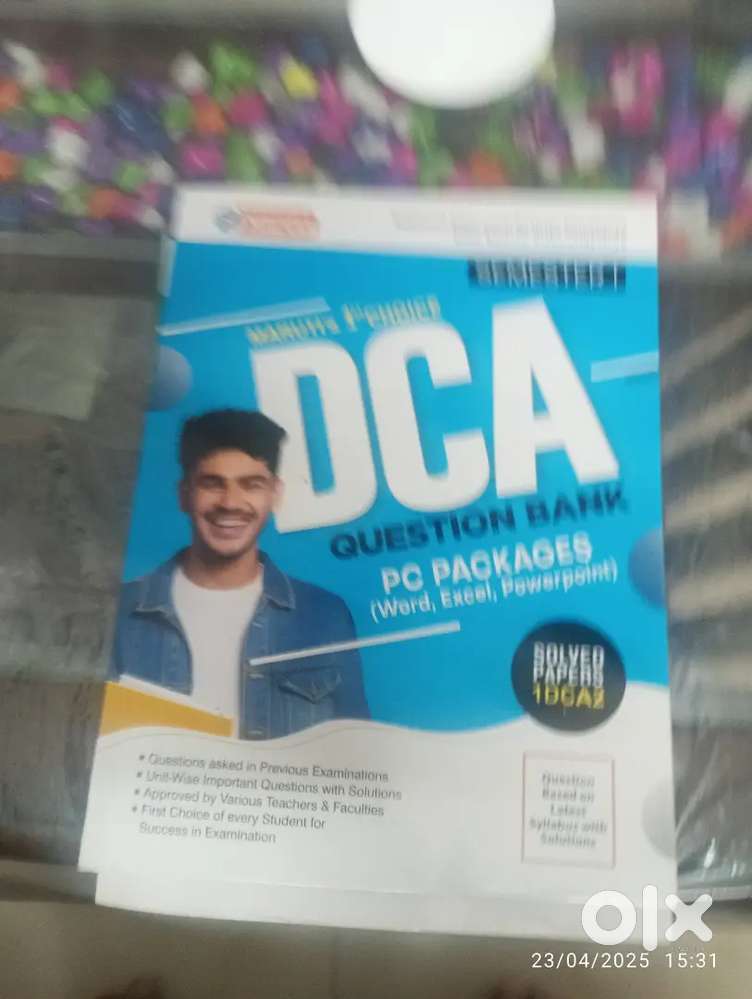 SEMESTER I
1st CHOICE
DCA
QUESTION BANK
PC PACKAGES
(Word, Excel, Powerpoint)
SOLVED
PAPERS
1DCA2
• Questions asked in Previous Examinations
• Unit-Wise Important Questions with Solutions
• Approved by Various Teachers & Faculties
• First Choice of every Student for
Success in Examination
Question
Based on
Latest
Syllabus with
Solutions
olx
23/04/2025 15:31